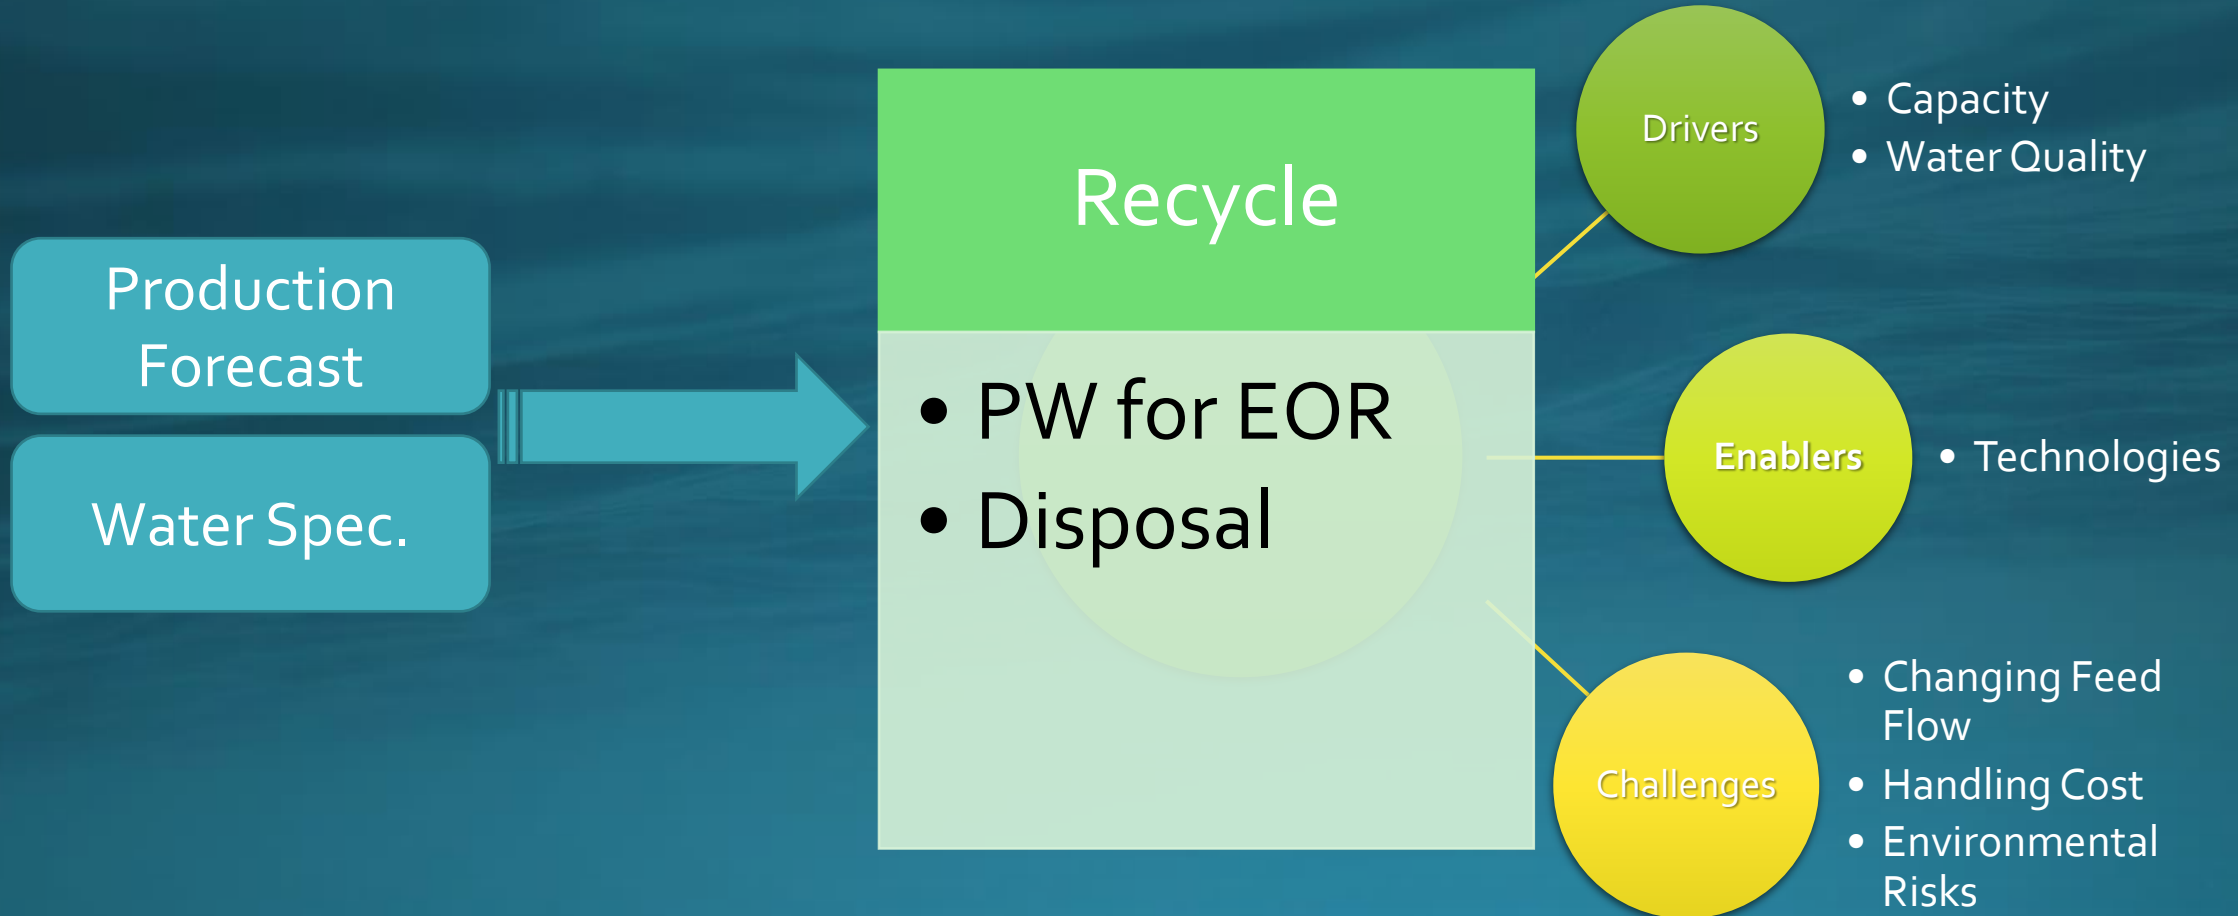 Production
Forecast
Water Spec.
Recycle
• PW for EOR
• Disposal
Drivers
• Capacity
• Water Quality
Enablers
• Technologies
Challenges
• Changing Feed
Flow
• Handling Cost
• Environmental
Risks